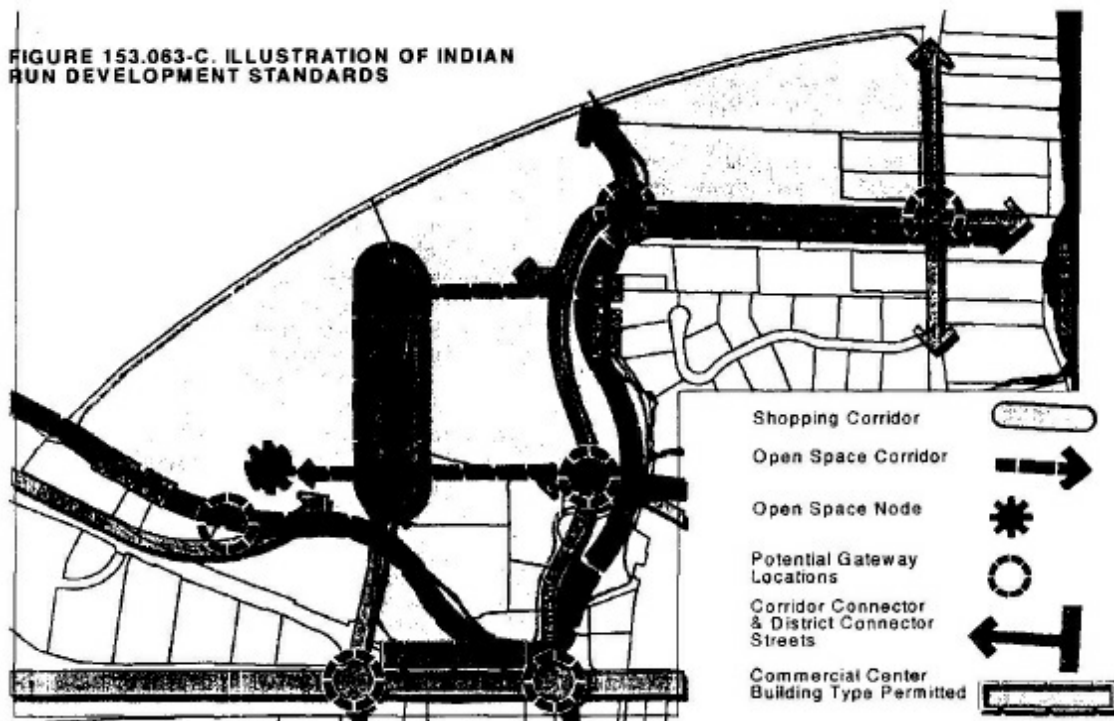 FIGURE 153.063-C. ILLUSTRATION OF INDIAN
RUN DEVELOPMENT STANDARDS
Shopping Corridor
Open Space Corridor
Open Space Node
Potential Gateway
Locations
Corridor Connector
& District Connector
Streets
Commercial Center
Building Type Permitted